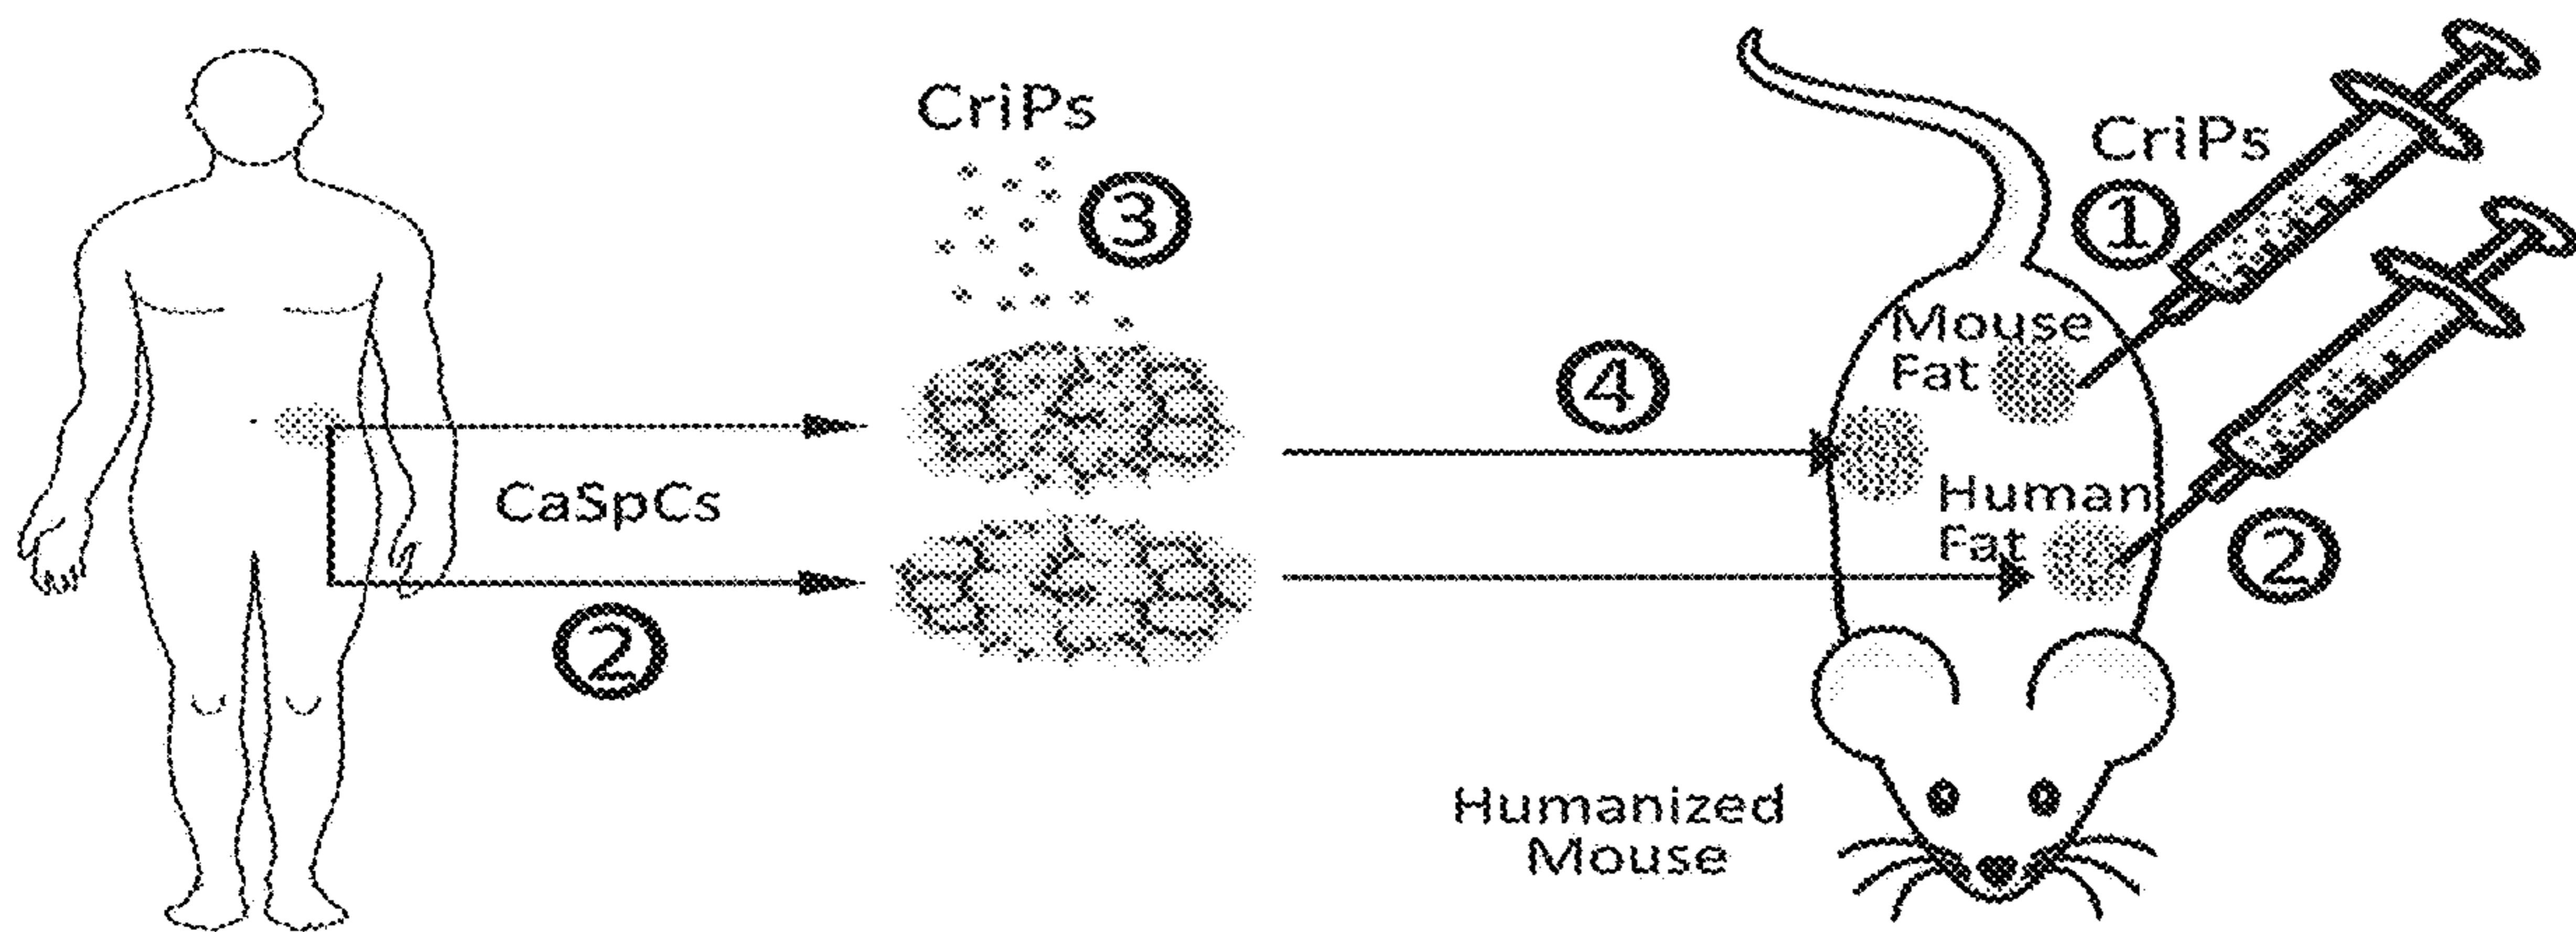 CriPs
③
CriPs
①
Mouse
Fat
④
CaSpCs
Human
Fat
②
②
Humanized
Mouse